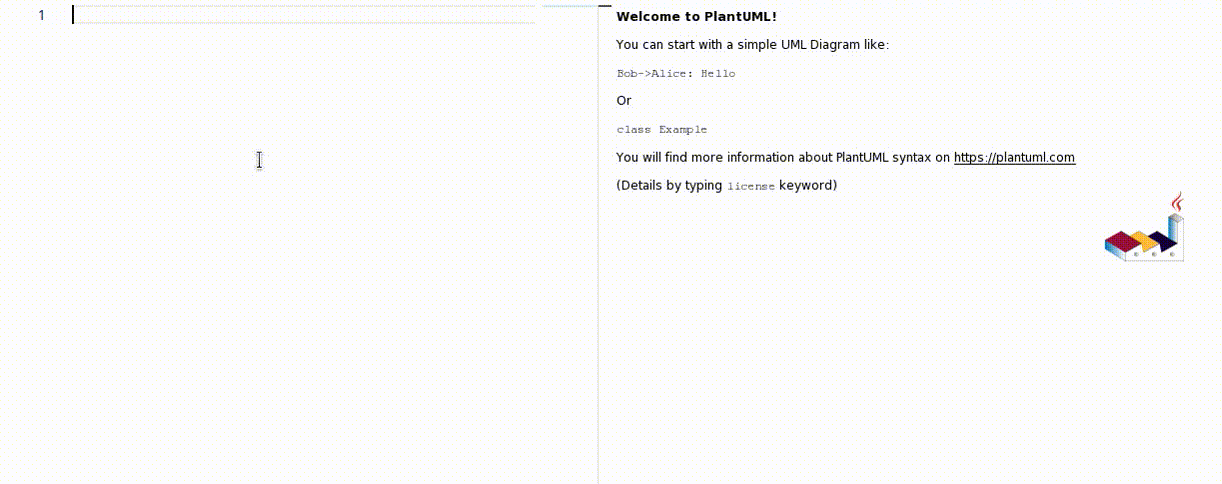 1
Welcome to PlantUML!
You can start with a simple UML Diagram like:
Bob->Alice: Hello
Or
class Example
You will find more information about PlantUML syntax on https://plantuml.com
(Details by typing license keyword)